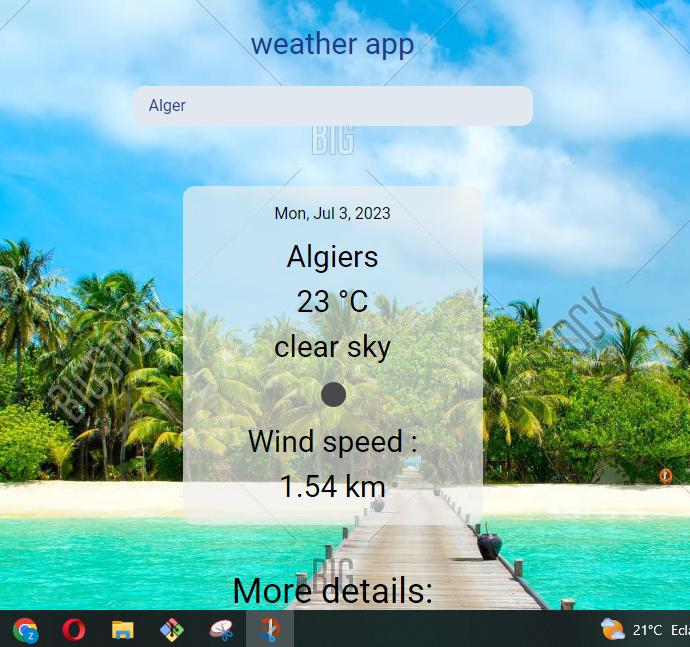 weather app
Alger
BIG
Mon, Jul 3, 2023
Algiers
23 °C
clear sky
Wind speed :
1.54 km
BIG
More details:
21°C Ecla